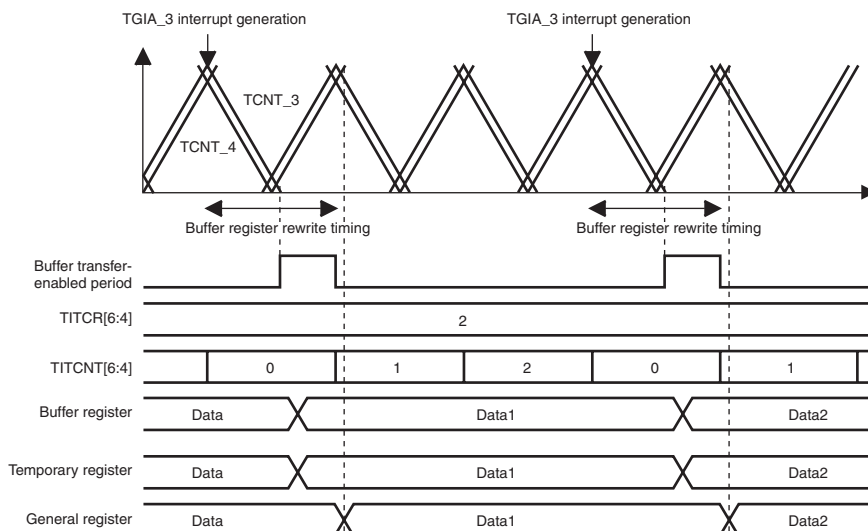 TGIA_3 interrupt generation
TGIA_3 interrupt generation
TCNT_3
TCNT_4
Buffer register rewrite timing
Buffer register rewrite timing
Buffer transfer-
enabled period
TITCR[6:4]
2
TITCNT[6:4]
0
1
2
0
1
Buffer register
Data
Data1
Data2
Temporary register
Data
Data1
Data2
General register
Data
Data1
Data2